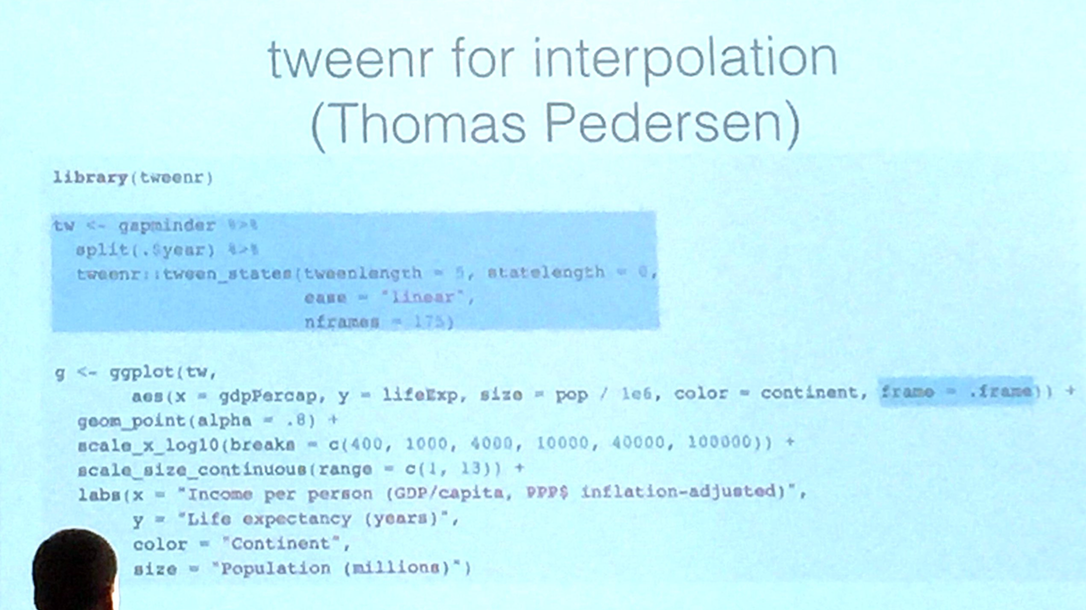 tweenr for interpolation
(Thomas Pedersen)
library(tweenr)
tw <- gapminder %>%
split(.$year) %>%
tweenr::tween_states(tweenlength = 5, statelength = 0,
ease = "linear",
nframes = 175)
g <- ggplot(tw,
aes(x = gdpPercap, y = lifeExp, size = pop / 1e6, color = continent, frame = .frame)) +
geom_point(alpha = .8) +
scale_x_log10(breaks = c(400, 1000, 4000, 10000, 40000, 100000)) +
scale_size_continuous(range = c(1, 13)) +
labs(x = "Income per person (GDP/capita, PPP$ inflation-adjusted)",
y = "Life expectancy (years)",
color = "Continent",
size = "Population (millions)")